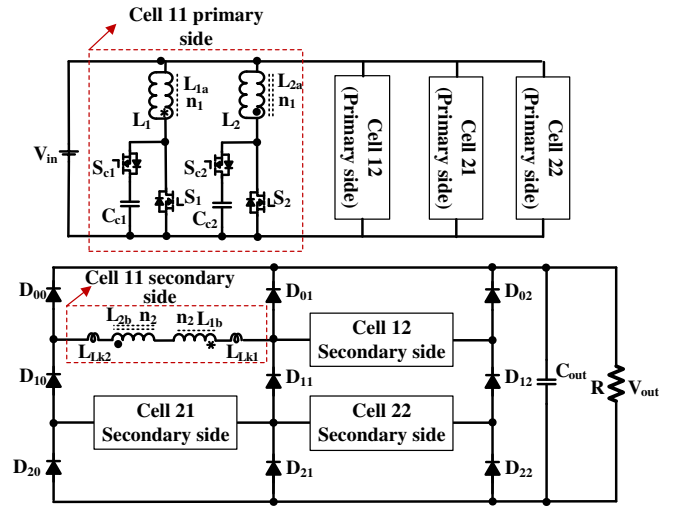 Cell 11 primary
side
L1a
n1
L1
L2a
n1
L2
Vin
Sc1
S1
Cc1
Sc2
S2
Cc2
Cell 12
(Primary side)
Cell 21
(Primary side)
Cell 22
(Primary side)
Cell 11 secondary
side
D00
D01
D02
L2b n2
n2 L1b
LLk2
LLk1
Cell 12
Secondary side
D10
D11
D12
Cell 21
Secondary side
Cell 22
Secondary side
D20
D21
D22
Cout
R
Vout